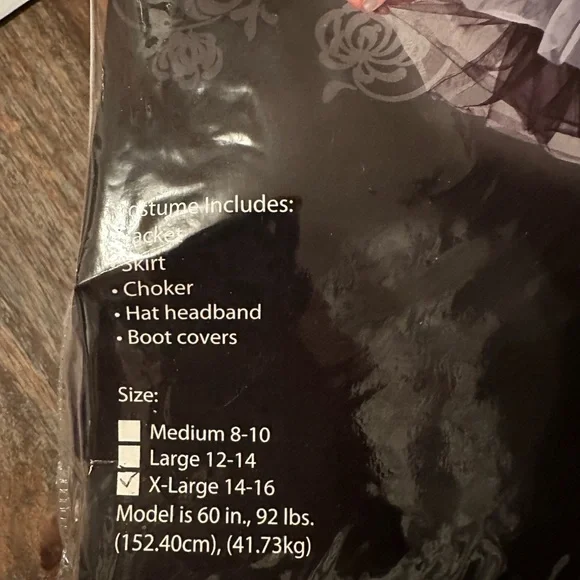 Costume Includes:
Jacket
Skirt
• Choker
• Hat headband
• Boot covers
Size:
Medium 8-10
Large 12-14
X-Large 14-16
Model is 60 in., 92 lbs.
(152.40cm), (41.73kg)